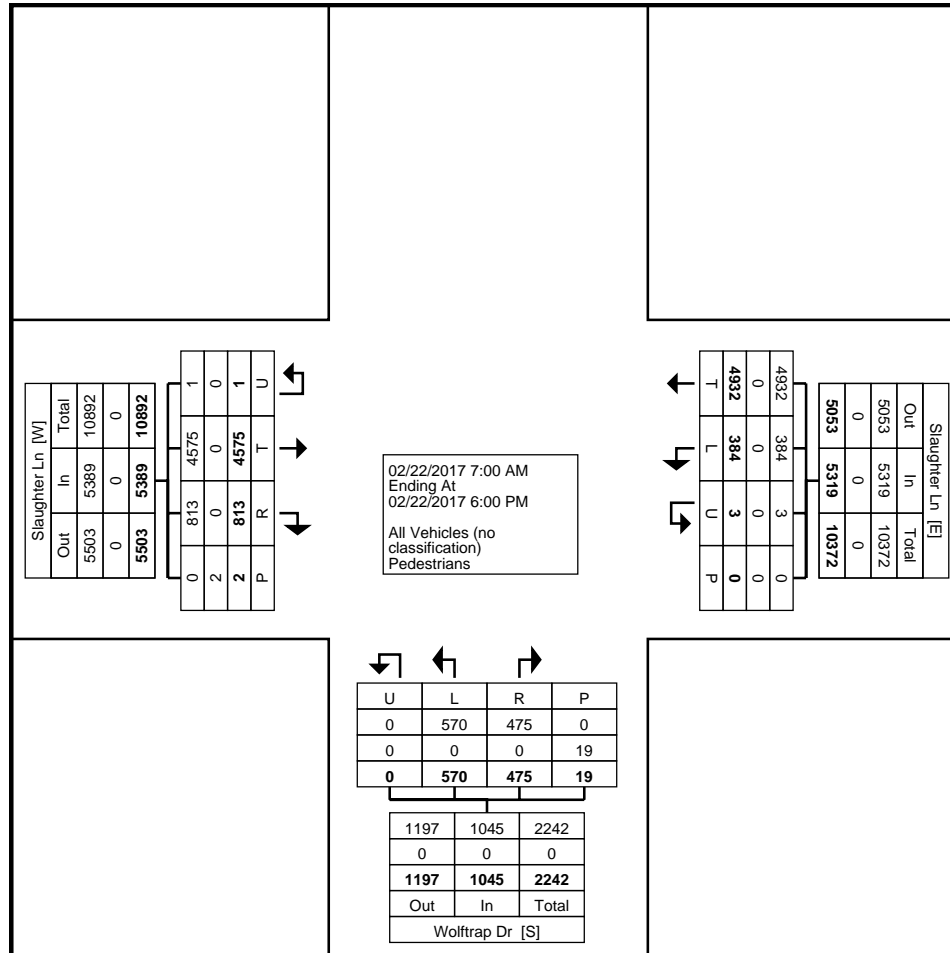 Slaughter Ln [W]
Total In Out
10892 5389 5503
0 0 0
10892 5389 5503
1 4575 813 0
0 0 0 2
1 4575 813 2
U T R P
02/22/2017 7:00 AM
Ending At
02/22/2017 6:00 PM
All Vehicles (no
classification)
Pedestrians
Slaughter Ln [E]
Out In Total
5053 5319 10372
0 0 0
5053 5319 10372
4932 384 3 0
0 0 0 0
4932 384 3 0
T L U P
U L R P
0 570 475 0
0 0 0 19
0 570 475 19
1197 1045 2242
0 0 0
1197 1045 2242
Out In Total
Wolftrap Dr [S]